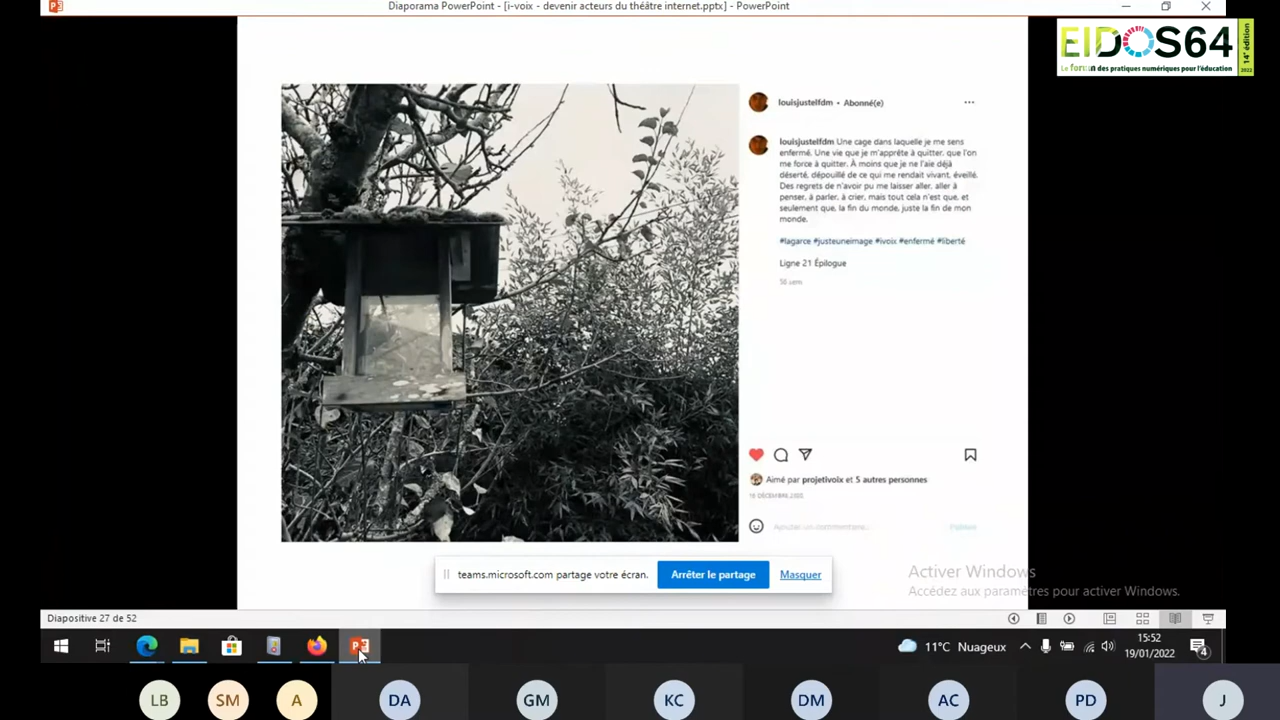 Diaporama PowerPoint - [i-voix - devenir acteurs du théâtre internet.pptx] - PowerPoint
EIDOS64
Le forum des pratiques numériques pour l'éducation
14e édition
2022
louisjustelfdm • Abonné(e)
louisjustelfdm Une cage dans laquelle je me sens
enfermé. Une vie que je m'apprête à quitter, que l'on
me force à quitter. À moins que je ne l'aie déjà
déserté, dépouillé de ce qui me rendait vivant, éveillé.
Des regrets de n'avoir pu me laisser aller, aller à
penser, à parler, à crier, mais tout cela n'est que, et
seulement que, la fin du monde, juste la fin de mon
monde.
#lagarce #justeuneimage #ivoix #enfermé #liberté
Ligne 21 Épilogue
Aimé par projetivoix et 5 autres personnes
Ajouter un commentaire...
Publier
teams.microsoft.com partage votre écran.
Arrêter le partage
Masquer
Activer Windows
Accédez aux paramètres pour activer Windows.
Diapositive 27 de 52
11°C Nuageux
15:52
19/01/2022
4
LB
SM
A
DA
GM
KC
DM
AC
PD
J